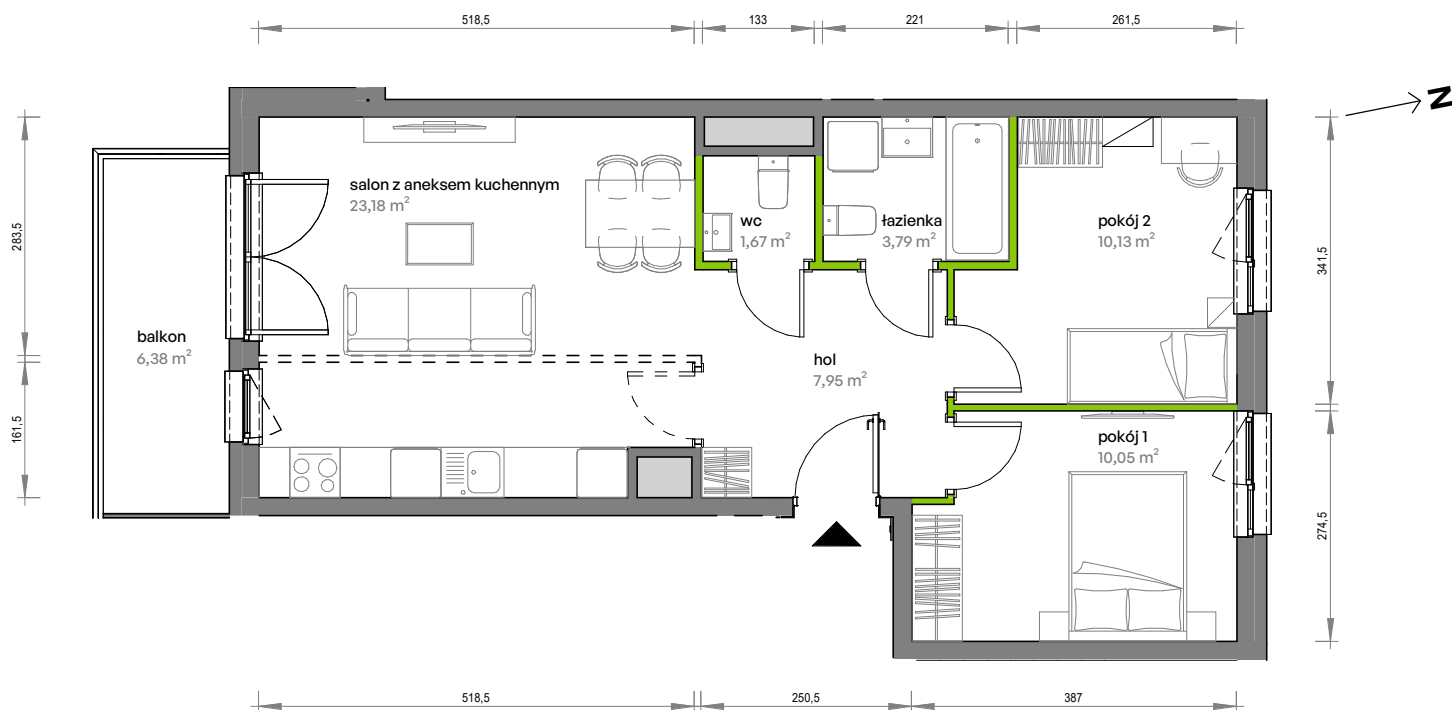 518,5
133
221
261,5
N
283,5
161,5
341,5
274,5
salon z aneksem kuchennym
23,18 m²
wc
1,67 m²
łazienka
3,79 m²
pokój 2
10,13 m²
balkon
6,38 m²
hol
7,95 m²
pokój 1
10,05 m²
518,5
250,5
387